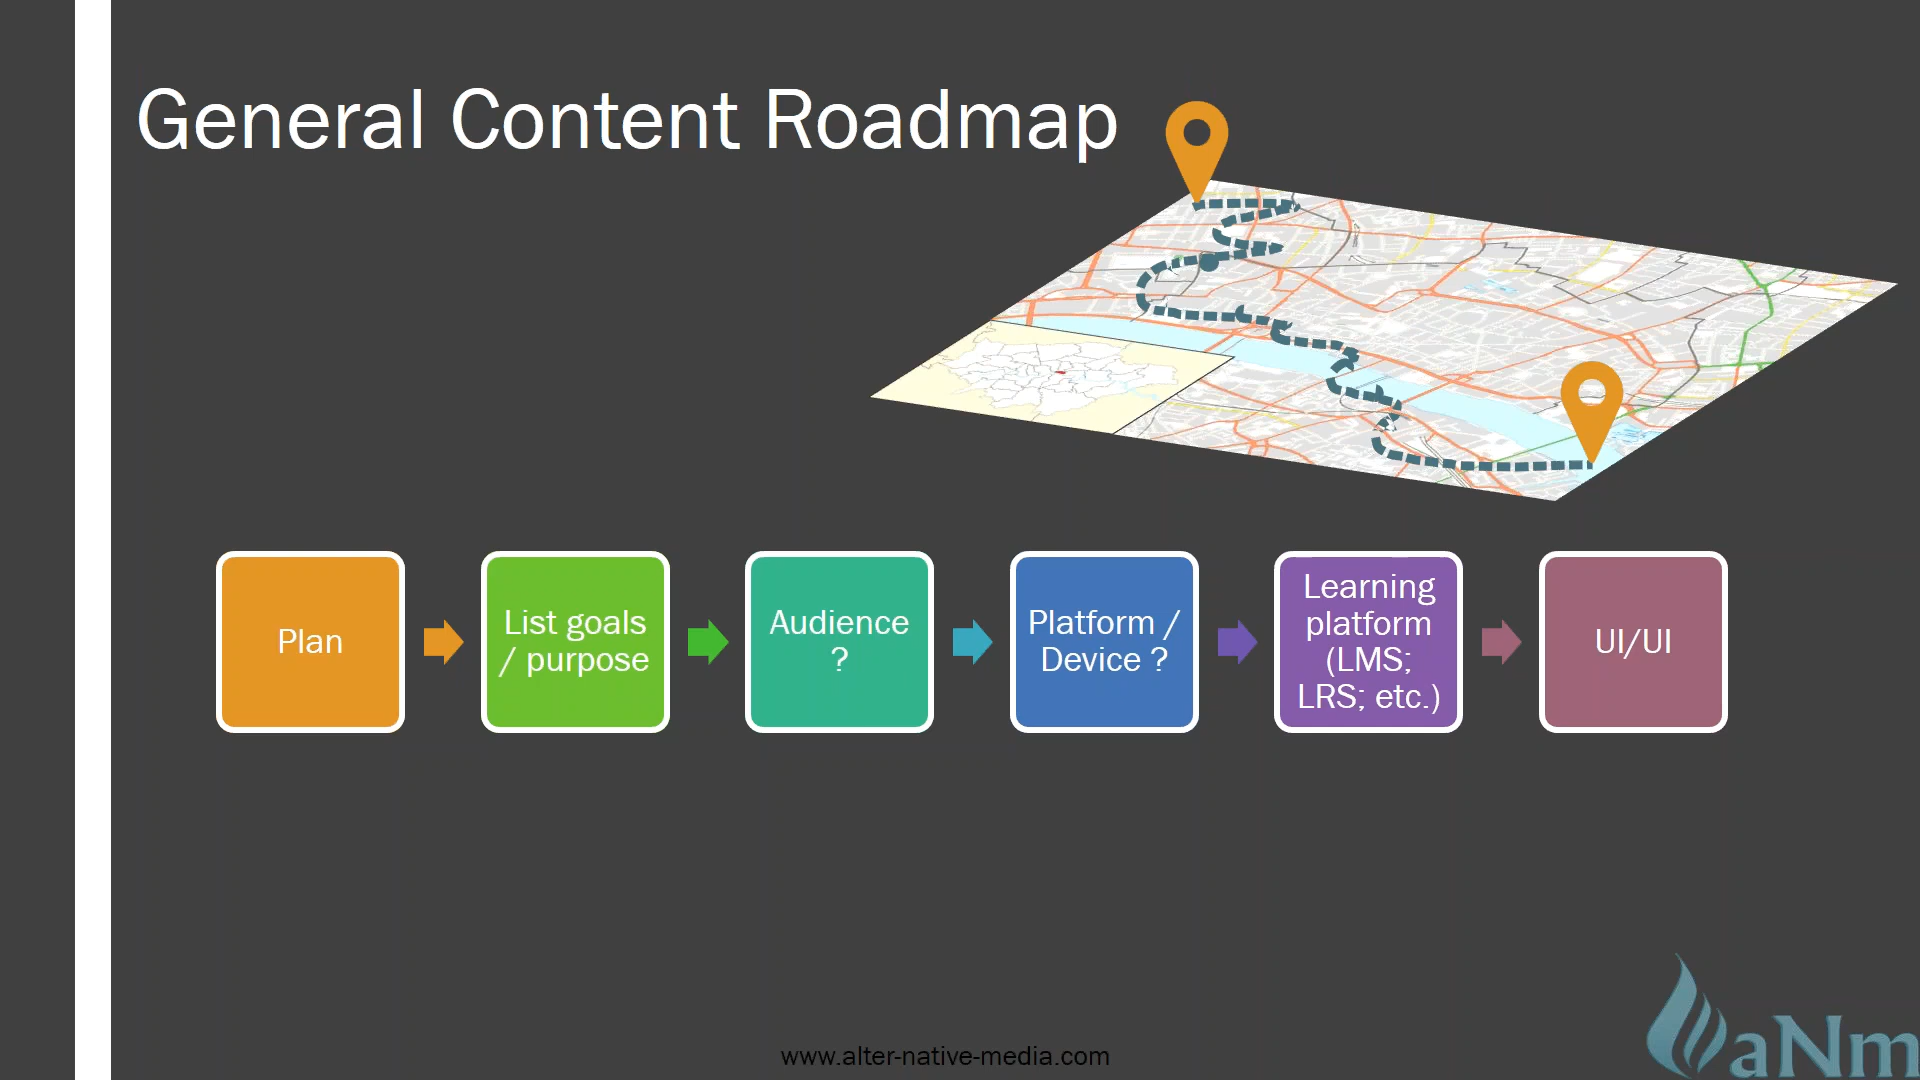 General Content Roadmap
Plan
List goals
/ purpose
Audience
?
Platform /
Device ?
Learning
platform
(LMS;
LRS; etc.)
UI/UI
www.alter-native-media.com
aNm